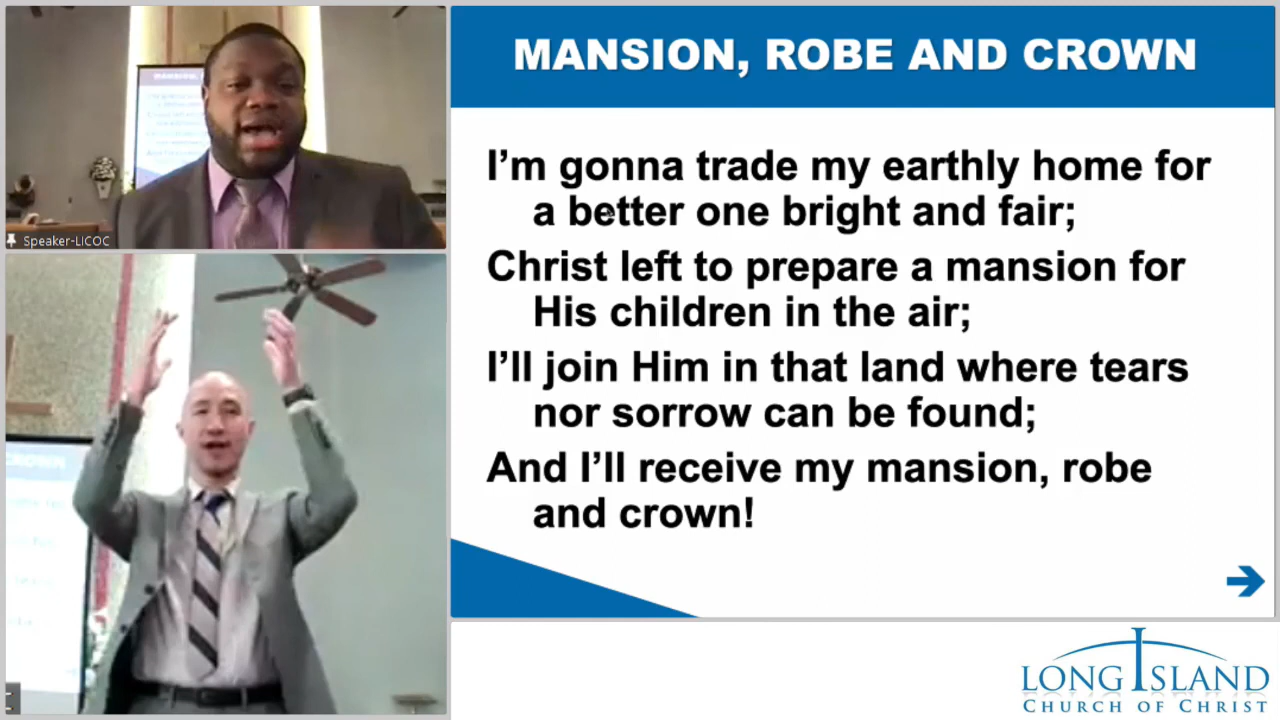 MANSION, ROBE AND CROWN
I'm gonna trade my earthly home for
a better one bright and fair;
Christ left to prepare a mansion for
His children in the air;
I'll join Him in that land where tears
nor sorrow can be found;
And I'll receive my mansion, robe
and crown!
Speaker-LICOC
CROWN
LONG ISLAND
CHURCH OF CHRIST